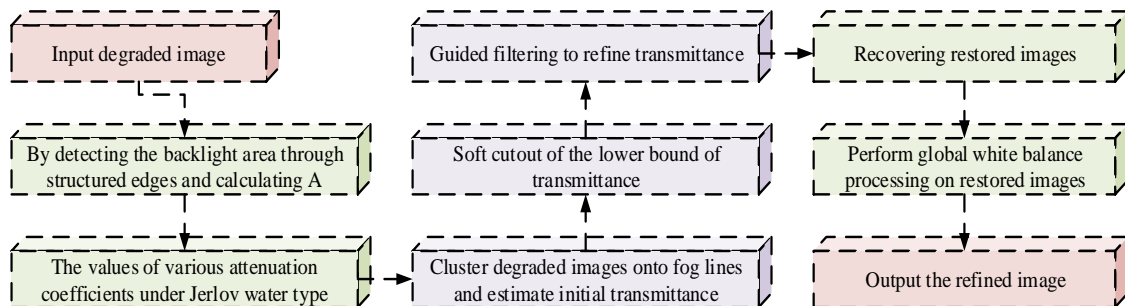 Input degraded image
By detecting the backlight area through
structured edges and calculating A
The values of various attenuation
coefficients under Jerlov water type
Cluster degraded images onto fog lines
and estimate initial transmittance
Soft cutout of the lower bound of
transmittance
Guided filtering to refine transmittance
Recovering restored images
Perform global white balance
processing on restored images
Output the refined image